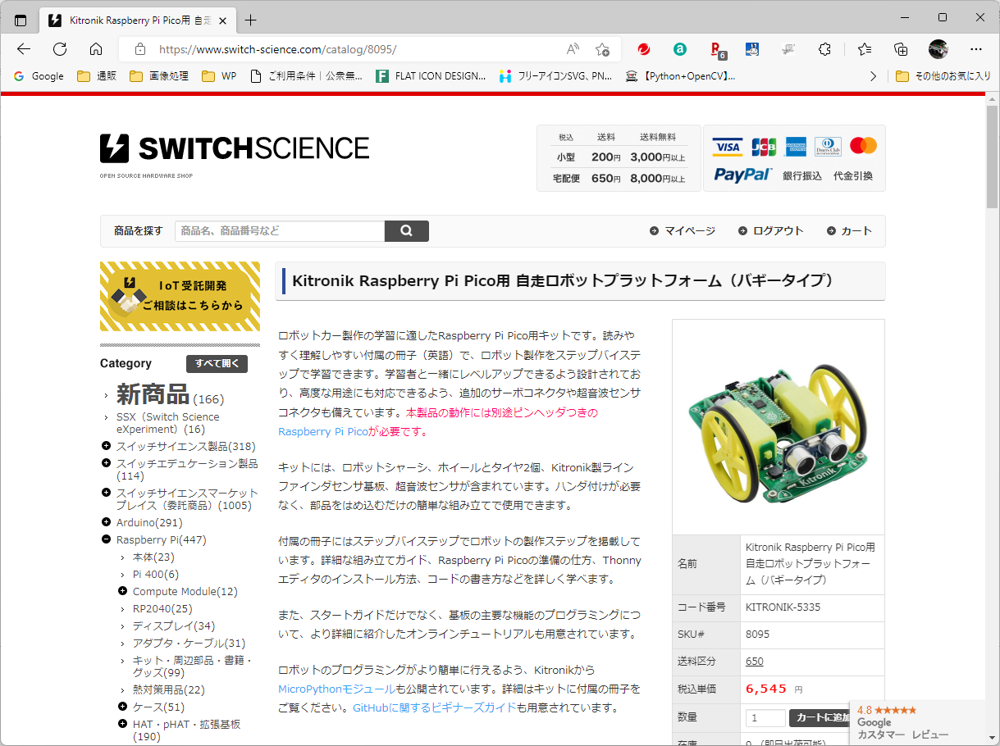 Kitronik Raspberry Pi Pico用 自走
https://www.switch-science.com/catalog/8095/
6
Google 通販 画像処理 WP ご利用条件｜公衆無... FLAT ICON DESIGN... フリーアイコンSVG、PN... 【Python+OpenCV】... その他のお気に入り
SWITCHSCIENCE
OPEN SOURCE HARDWARE SHOP
税込 送料 送料無料
小型 200円 3,000円以上
宅配便 650円 8,000円以上
VISA JCB AMERICAN EXPRESS Diners Club
PayPal 銀行振込 代金引換
商品を探す 商品名、商品番号など マイページ ログアウト カート
IoT受託開発
ご相談はこちらから
Category すべて開く
新商品(166)
SSX（Switch Science
eXperiment）(16)
スイッチサイエンス製品(318)
スイッチエデュケーション製品
(114)
スイッチサイエンスマーケット
プレイス（委託商品）(1005)
Arduino(291)
Raspberry Pi(447)
本体(23)
Pi 400(6)
Compute Module(12)
RP2040(25)
ディスプレイ(34)
アダプタ・ケーブル(31)
キット・周辺部品・書籍・
グッズ(99)
熱対策用品(22)
ケース(51)
HAT・pHAT・拡張基板
(190)
Kitronik Raspberry Pi Pico用 自走ロボットプラットフォーム（バギータイプ）
ロボットカー製作の学習に適したRaspberry Pi Pico用キットです。読みや
すく理解しやすい付属の冊子（英語）で、ロボット製作をステップバイステ
ップで学習できます。学習者と一緒にレベルアップできるよう設計されてお
り、高度な用途にも対応できるよう、追加のサーボコネクタや超音波センサ
コネクタも備えています。本製品の動作には別途ピンヘッダつきの
Raspberry Pi Picoが必要です。
キットには、ロボットシャーシ、ホイールとタイヤ2個、Kitronik製ライン
ファインダセンサ基板、超音波センサが含まれています。ハンダ付けが必要
なく、部品をはめ込むだけの簡単な組み立てで使用できます。
付属の冊子にはステップバイステップでロボットの製作ステップを掲載して
います。詳細な組み立てガイド、Raspberry Pi Picoの準備の仕方、Thonny
エディタのインストール方法、コードの書き方などを詳しく学べます。
また、スタートガイドだけでなく、基板の主要な機能のプログラミングにつ
いて、より詳細に紹介したオンラインチュートリアルも用意されています。
ロボットのプログラミングがより簡単に行えるよう、Kitronikから
MicroPythonモジュールも公開されています。詳細はキットに付属の冊子を
ご覧ください。GitHubに関するビギナーズガイドも用意されています。
Kitronik
名前 Kitronik Raspberry Pi Pico用
自走ロボットプラットフォー
ム（バギータイプ）
コード番号 KITRONIK-5335
SKU# 8095
送料区分 650
税込単価 6,545 円
数量 1 カートに追加
在庫 9 （即日出荷可能）
4.8 ★★★★★
Google
カスタマー レビュー